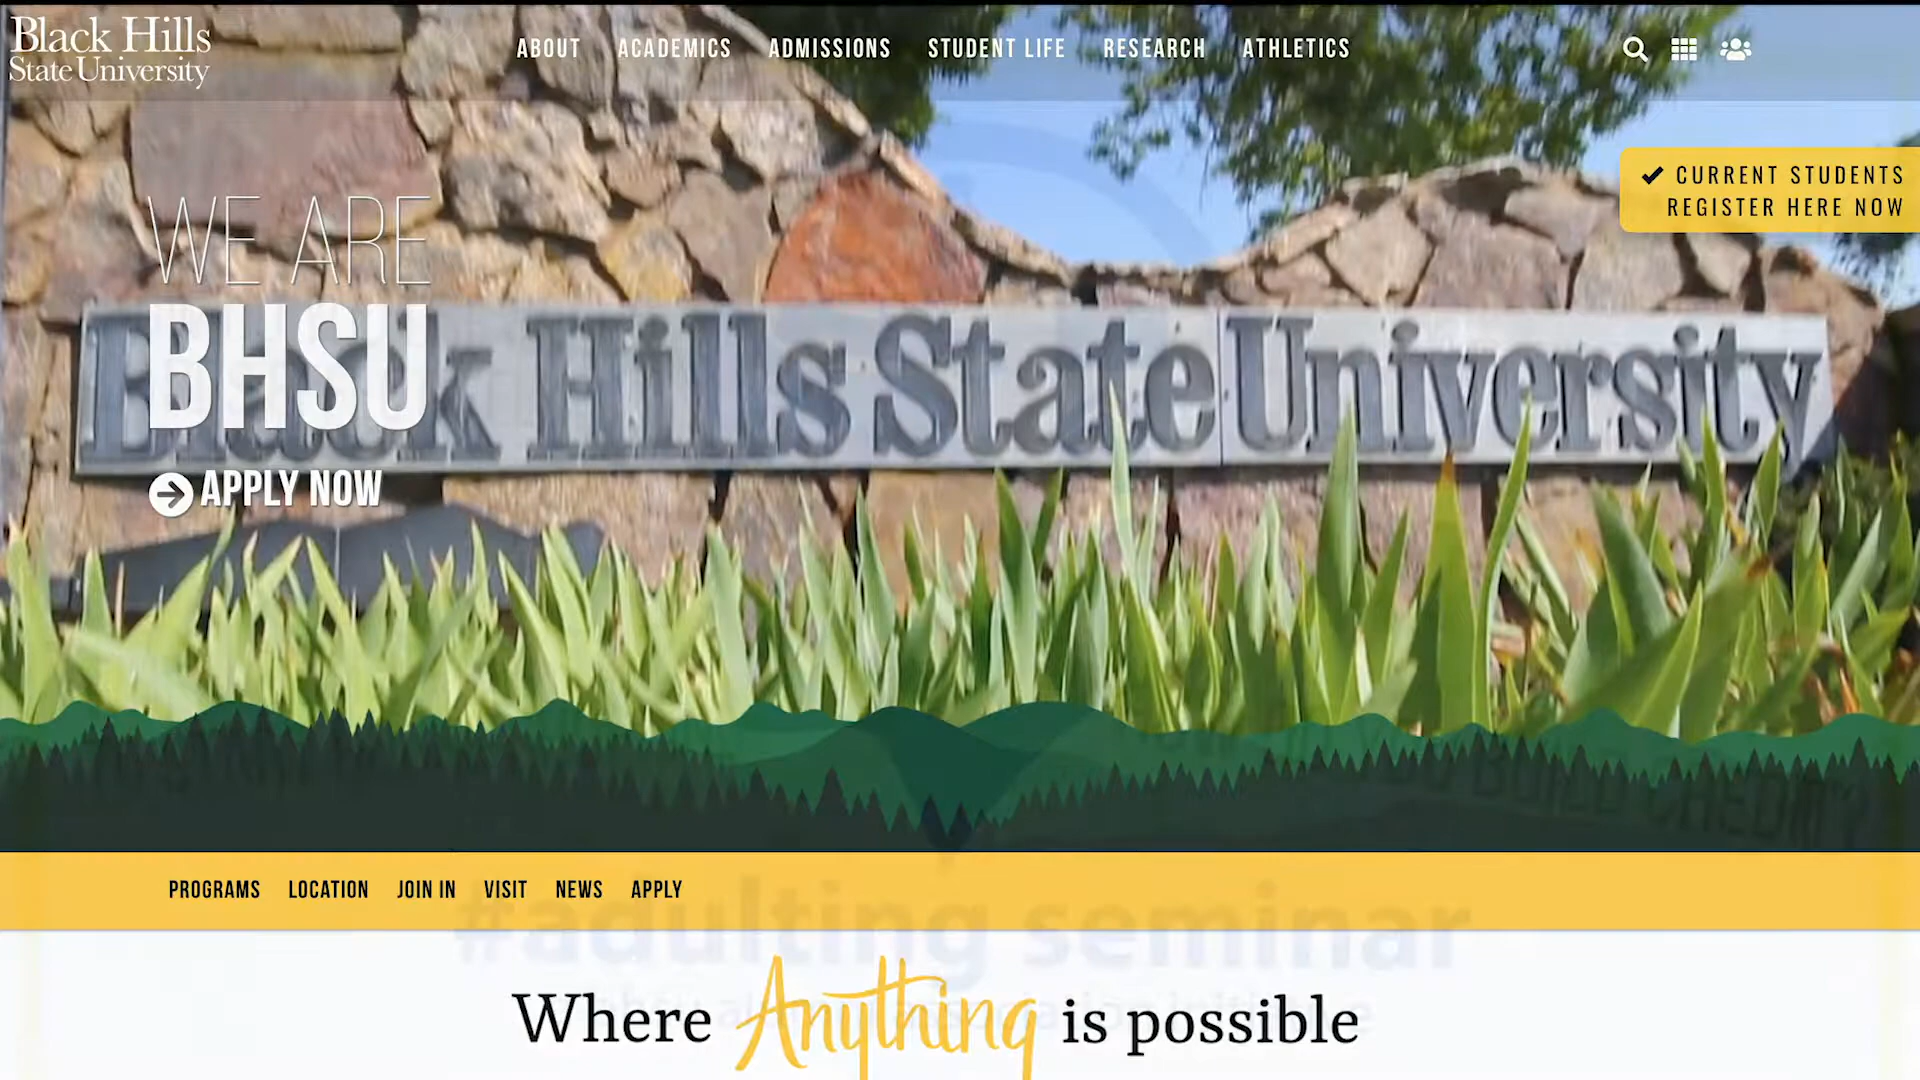 Black Hills
State University
ABOUT ACADEMICS ADMISSIONS STUDENT LIFE RESEARCH ATHLETICS
✔ CURRENT STUDENTS
REGISTER HERE NOW
WE ARE
BHSU
Black Hills State University
APPLY NOW
PROGRAMS LOCATION JOIN IN VISIT NEWS APPLY
#adulting seminar
Where Anything is possible